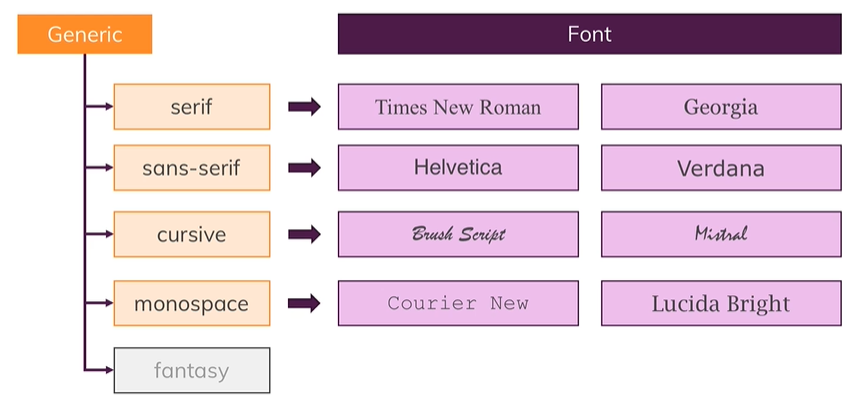 Generic
Font
serif
Times New Roman
Georgia
sans-serif
Helvetica
Verdana
cursive
Brush Script
Mistral
monospace
Courier New
Lucida Bright
fantasy